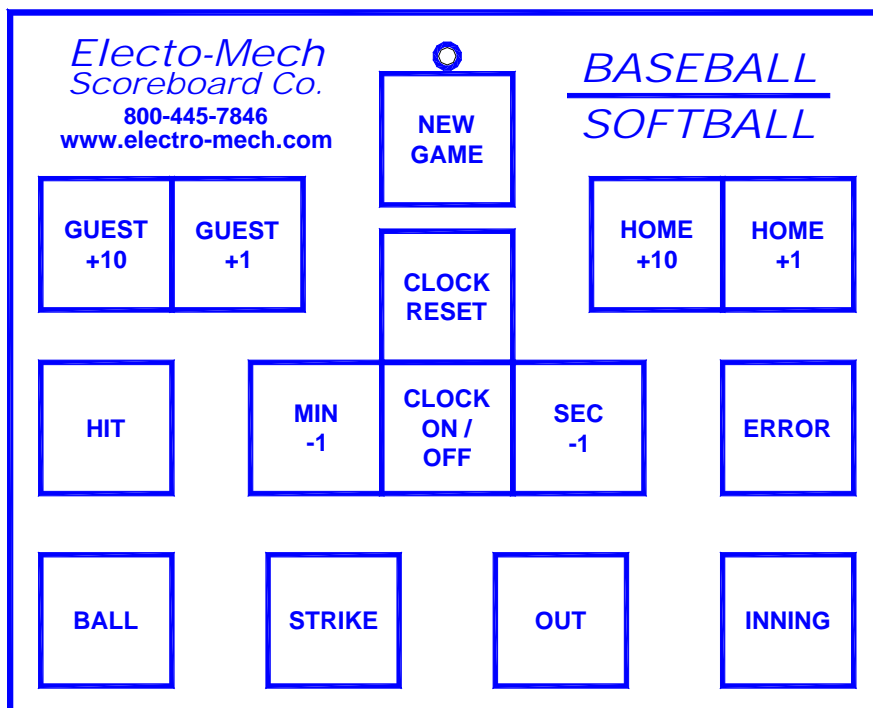 Electo-Mech
Scoreboard Co.
800-445-7846
www.electro-mech.com
BASEBALL
SOFTBALL
NEW
GAME
GUEST
+10
GUEST
+1
HOME
+10
HOME
+1
CLOCK
RESET
HIT
MIN
-1
CLOCK
ON /
OFF
SEC
-1
ERROR
BALL
STRIKE
OUT
INNING